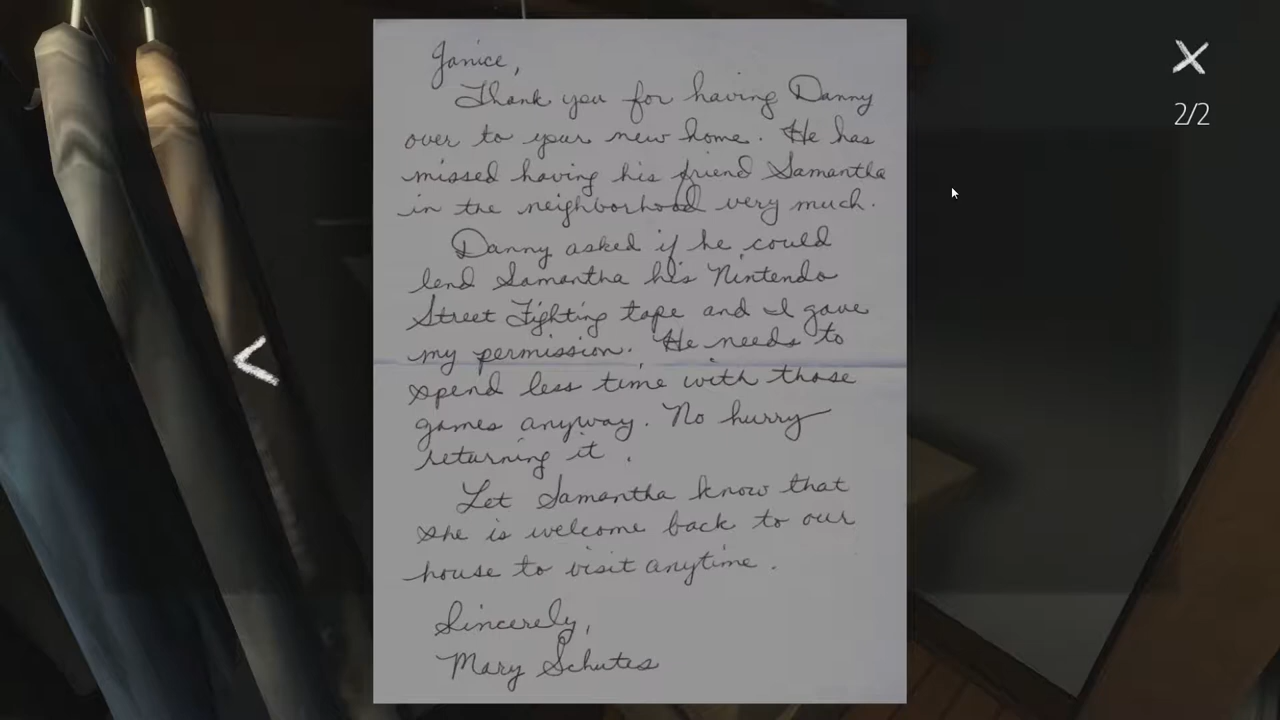 Janice,
Thank you for having Danny
over to your new home. He has
missed having his friend Samantha
in the neighborhood very much.
Danny asked if he could
lend Samantha his Nintendo
Street Fighting tape and I gave
my permission. He needs to
spend less time with those
games anyway. No hurry
returning it.
Let Samantha know that
she is welcome back to our
house to visit anytime.
Sincerely,
Mary Schutes
2/2